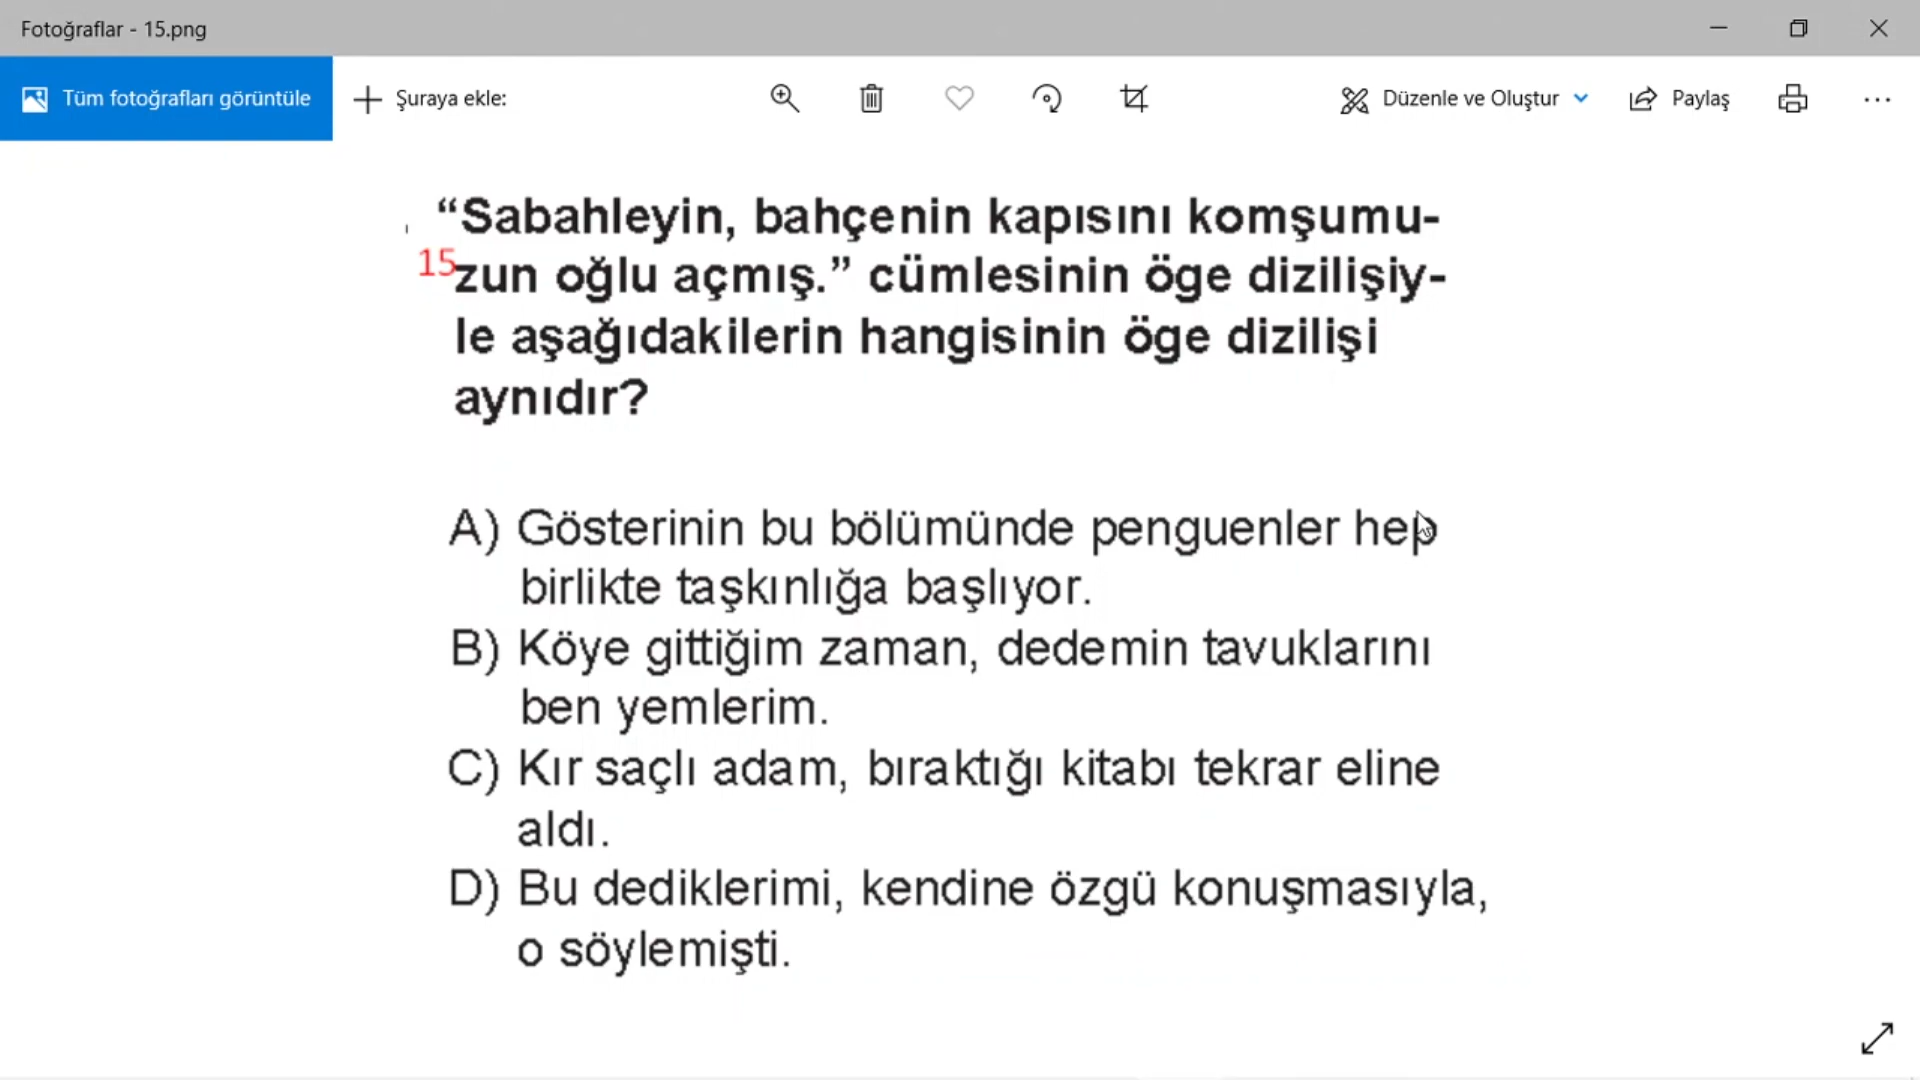 Fotoğraflar - 15.png
Tüm fotoğrafları görüntüle
Şuraya ekle:
Düzenle ve Oluştur
Paylaş
“Sabahleyin, bahçenin kapısını komşumu-
15
zun oğlu açmış.” cümlesinin öge dizilişiy-
le aşağıdakilerin hangisinin öge dizilişi
aynıdır?
A) Gösterinin bu bölümünde penguenler hep
birlikte taşkınlığa başlıyor.
B) Köye gittiğim zaman, dedemin tavuklarını
ben yemlerim.
C) Kır saçlı adam, bıraktığı kitabı tekrar eline
aldı.
D) Bu dediklerimi, kendine özgü konuşmasıyla,
o söylemişti.